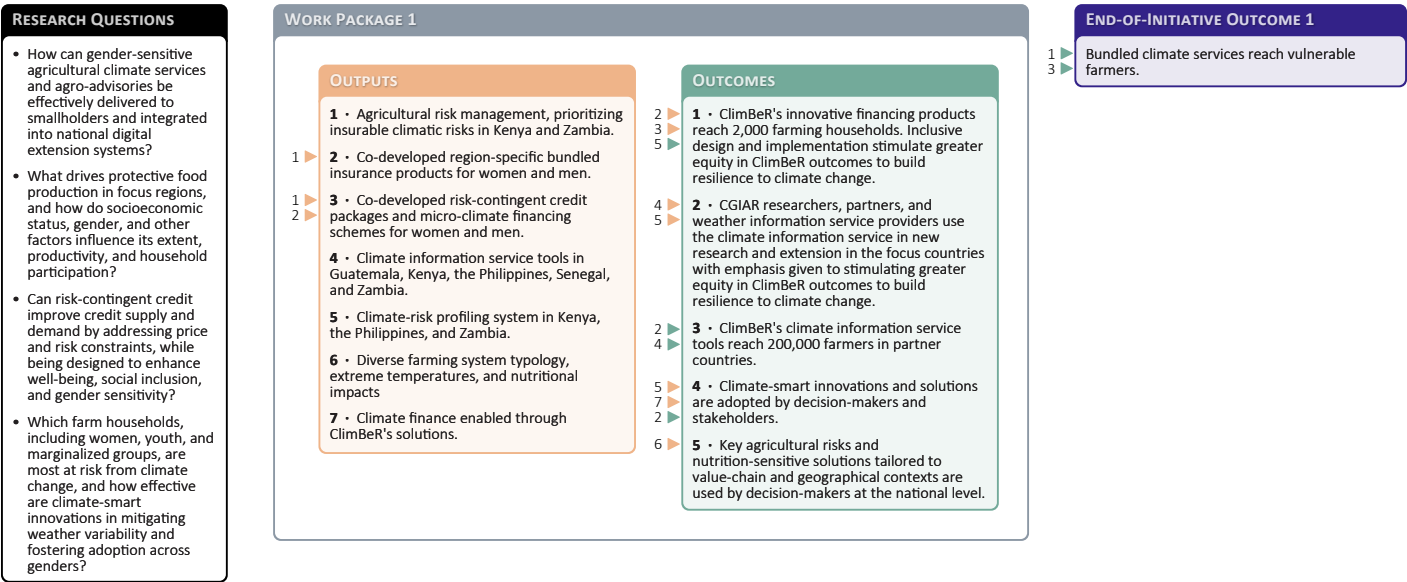 Research Questions
• How can gender-sensitive
agricultural climate services
and agro-advisories be
effectively delivered to
smallholders and integrated
into national digital
extension systems?
• What drives protective food
production in focus regions,
and how do socioeconomic
status, gender, and other
factors influence its extent,
productivity, and household
participation?
• Can risk-contingent credit
improve credit supply and
demand by addressing price
and risk constraints, while
being designed to enhance
well-being, social inclusion,
and gender sensitivity?
• Which farm households,
including women, youth, and
marginalized groups, are
most at risk from climate
change, and how effective
are climate-smart
innovations in mitigating
weather variability and
fostering adoption across
genders?
Work Package 1
Outputs
1 · Agricultural risk management, prioritizing
insurable climatic risks in Kenya and Zambia.
1
2 · Co-developed region-specific bundled
insurance products for women and men.
1
2
3 · Co-developed risk-contingent credit
packages and micro-climate financing
schemes for women and men.
4 · Climate information service tools in
Guatemala, Kenya, the Philippines, Senegal,
and Zambia.
5 · Climate-risk profiling system in Kenya,
the Philippines, and Zambia.
6 · Diverse farming system typology,
extreme temperatures, and nutritional
impacts
7 · Climate finance enabled through
ClimBeR's solutions.
Outcomes
2
3
5
1 · ClimBeR's innovative financing products
reach 2,000 farming households. Inclusive
design and implementation stimulate greater
equity in ClimBeR outcomes to build
resilience to climate change.
4
5
2 · CGIAR researchers, partners, and
weather information service providers use
the climate information service in new
research and extension in the focus countries
with emphasis given to stimulating greater
equity in ClimBeR outcomes to build
resilience to climate change.
2
4
3 · ClimBeR's climate information service
tools reach 200,000 farmers in partner
countries.
5
7
2
4 · Climate-smart innovations and solutions
are adopted by decision-makers and
stakeholders.
6
5 · Key agricultural risks and
nutrition-sensitive solutions tailored to
value-chain and geographical contexts are
used by decision-makers at the national level.
End-of-Initiative Outcome 1
1
3
Bundled climate services reach vulnerable
farmers.